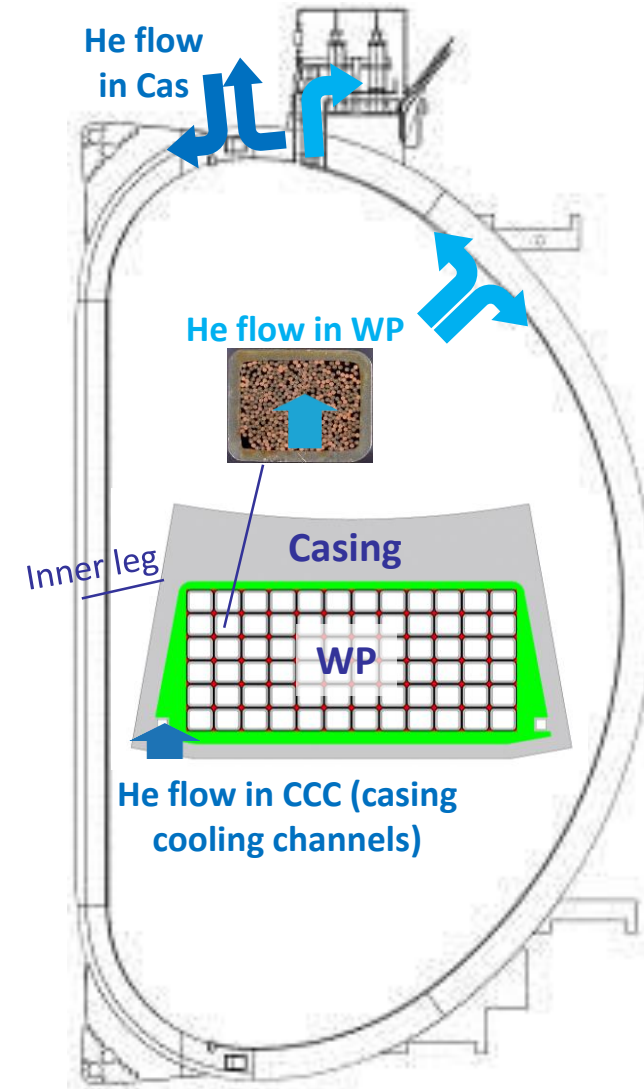 He flow
in Cas
He flow in WP
Inner leg
Casing
WP
He flow in CCC (casing
cooling channels)